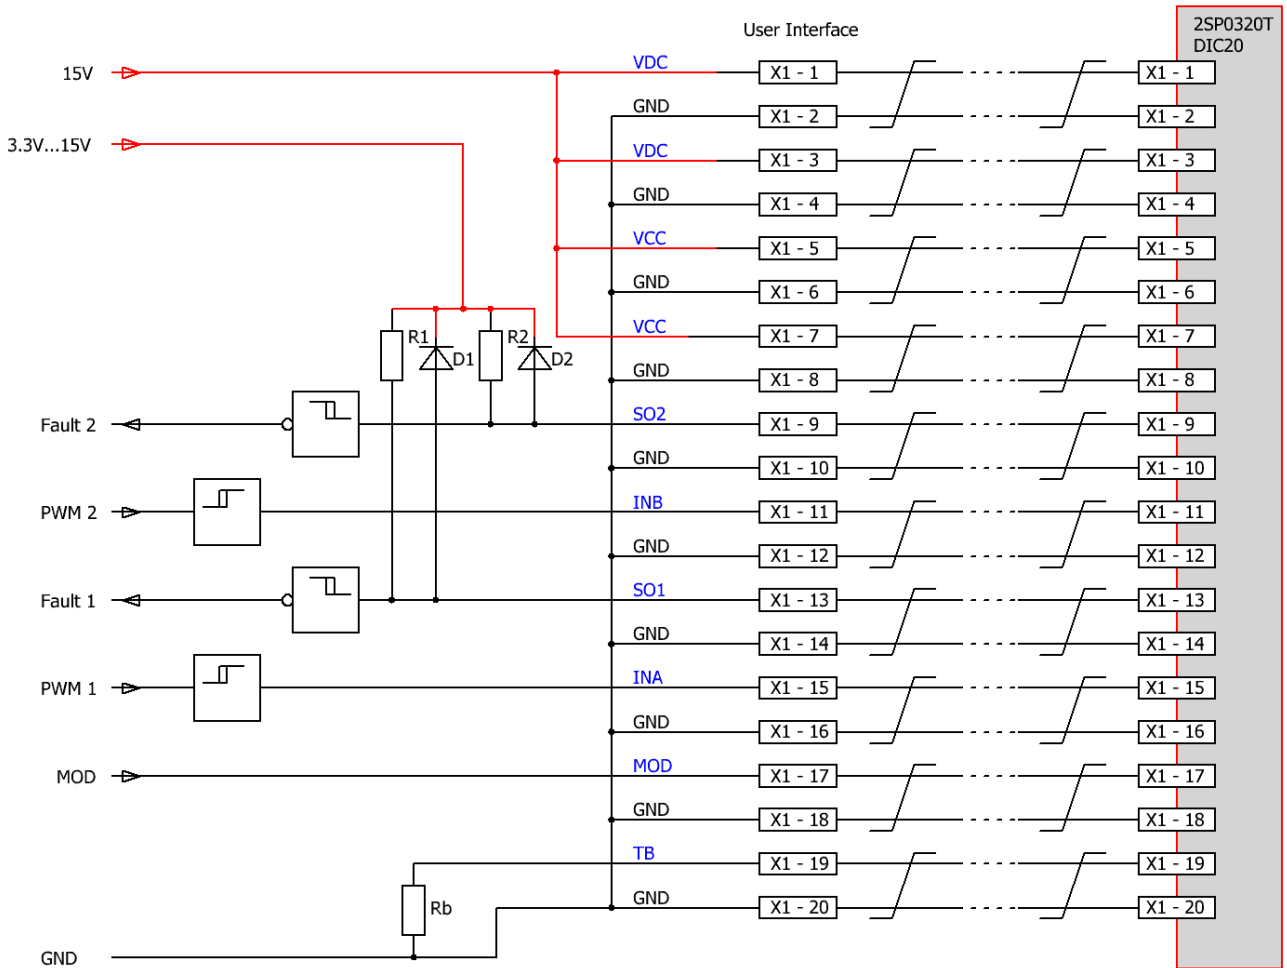 User Interface
2SP0320T
DIC20
15V
VDC
X1 - 1
X1 - 1
GND
X1 - 2
X1 - 2
3.3V...15V
VDC
X1 - 3
X1 - 3
GND
X1 - 4
X1 - 4
VCC
X1 - 5
X1 - 5
GND
X1 - 6
X1 - 6
R1
D1
R2
D2
VCC
X1 - 7
X1 - 7
GND
X1 - 8
X1 - 8
Fault 2
SO2
X1 - 9
X1 - 9
GND
X1 - 10
X1 - 10
PWM 2
INB
X1 - 11
X1 - 11
GND
X1 - 12
X1 - 12
Fault 1
SO1
X1 - 13
X1 - 13
GND
X1 - 14
X1 - 14
PWM 1
INA
X1 - 15
X1 - 15
GND
X1 - 16
X1 - 16
MOD
MOD
X1 - 17
X1 - 17
GND
X1 - 18
X1 - 18
TB
X1 - 19
X1 - 19
Rb
GND
X1 - 20
X1 - 20
GND